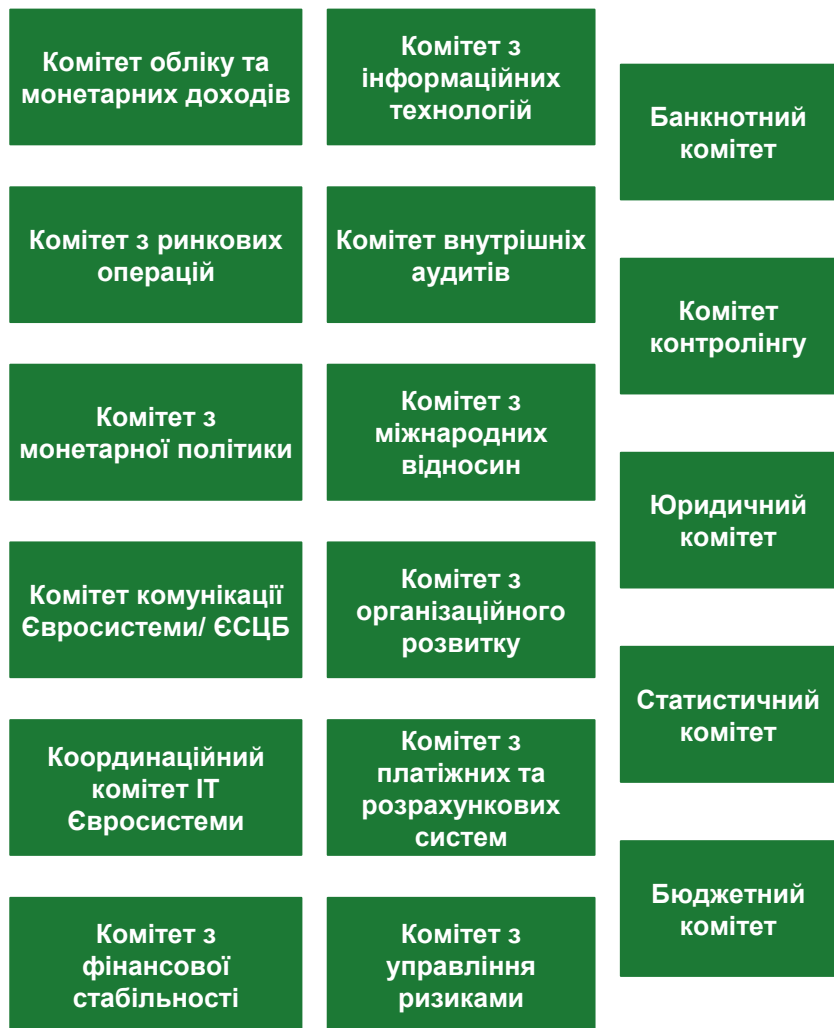 Комітет обліку та
монетарних доходів
Комітет з
інформаційних
технологій
Банкнотний
комітет
Комітет з ринкових
операцій
Комітет внутрішніх
аудитів
Комітет
контролінгу
Комітет з
монетарної політики
Комітет з
міжнародних
відносин
Юридичний
комітет
Комітет комунікації
Євросистеми/ ЄСЦБ
Комітет з
організаційного
розвитку
Статистичний
комітет
Координаційний
комітет ІТ
Євросистеми
Комітет з
платіжних та
розрахункових
систем
Бюджетний
комітет
Комітет з
фінансової
стабільності
Комітет з
управління
ризиками